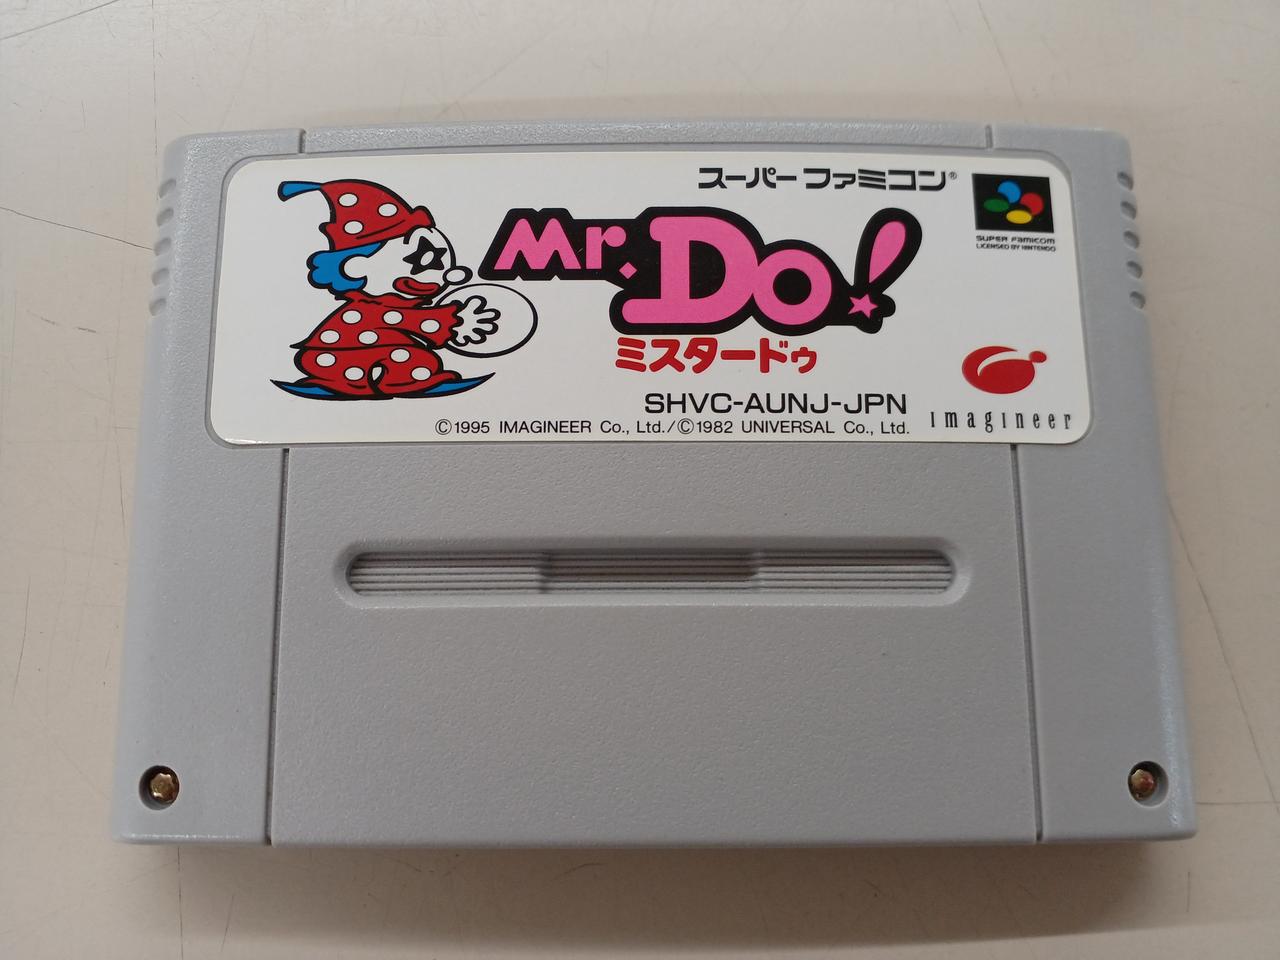 スーパーファミコン®
SUPER FAMICOM
LICENSED BY NINTENDO
Mr. Do!
ミスタードゥ
SHVC-AUNJ-JPN
©1995 IMAGINEER Co., Ltd./©1982 UNIVERSAL Co., Ltd.
imagineer